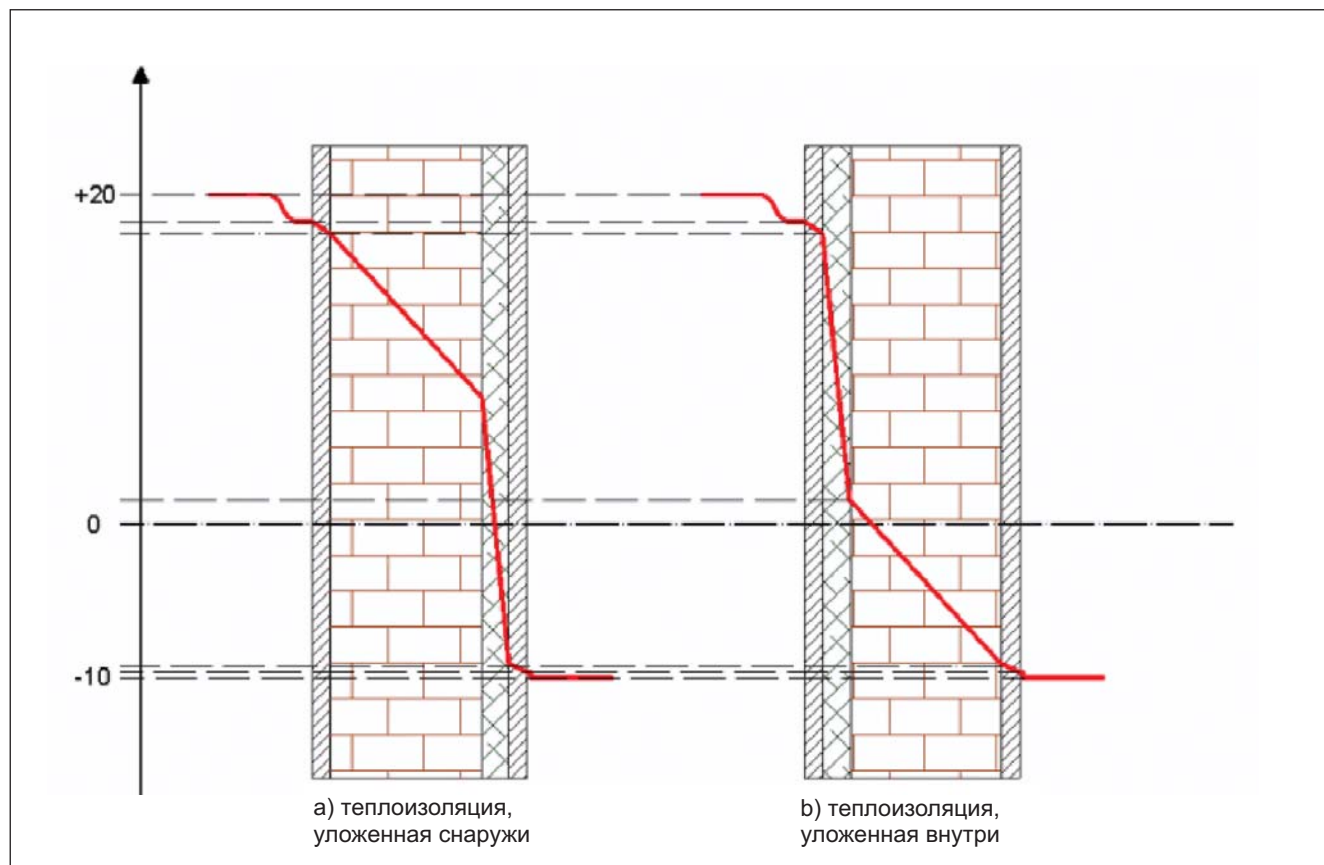 +20
0
-10
a) теплоизоляция,
уложенная снаружи
b) теплоизоляция,
уложенная внутри